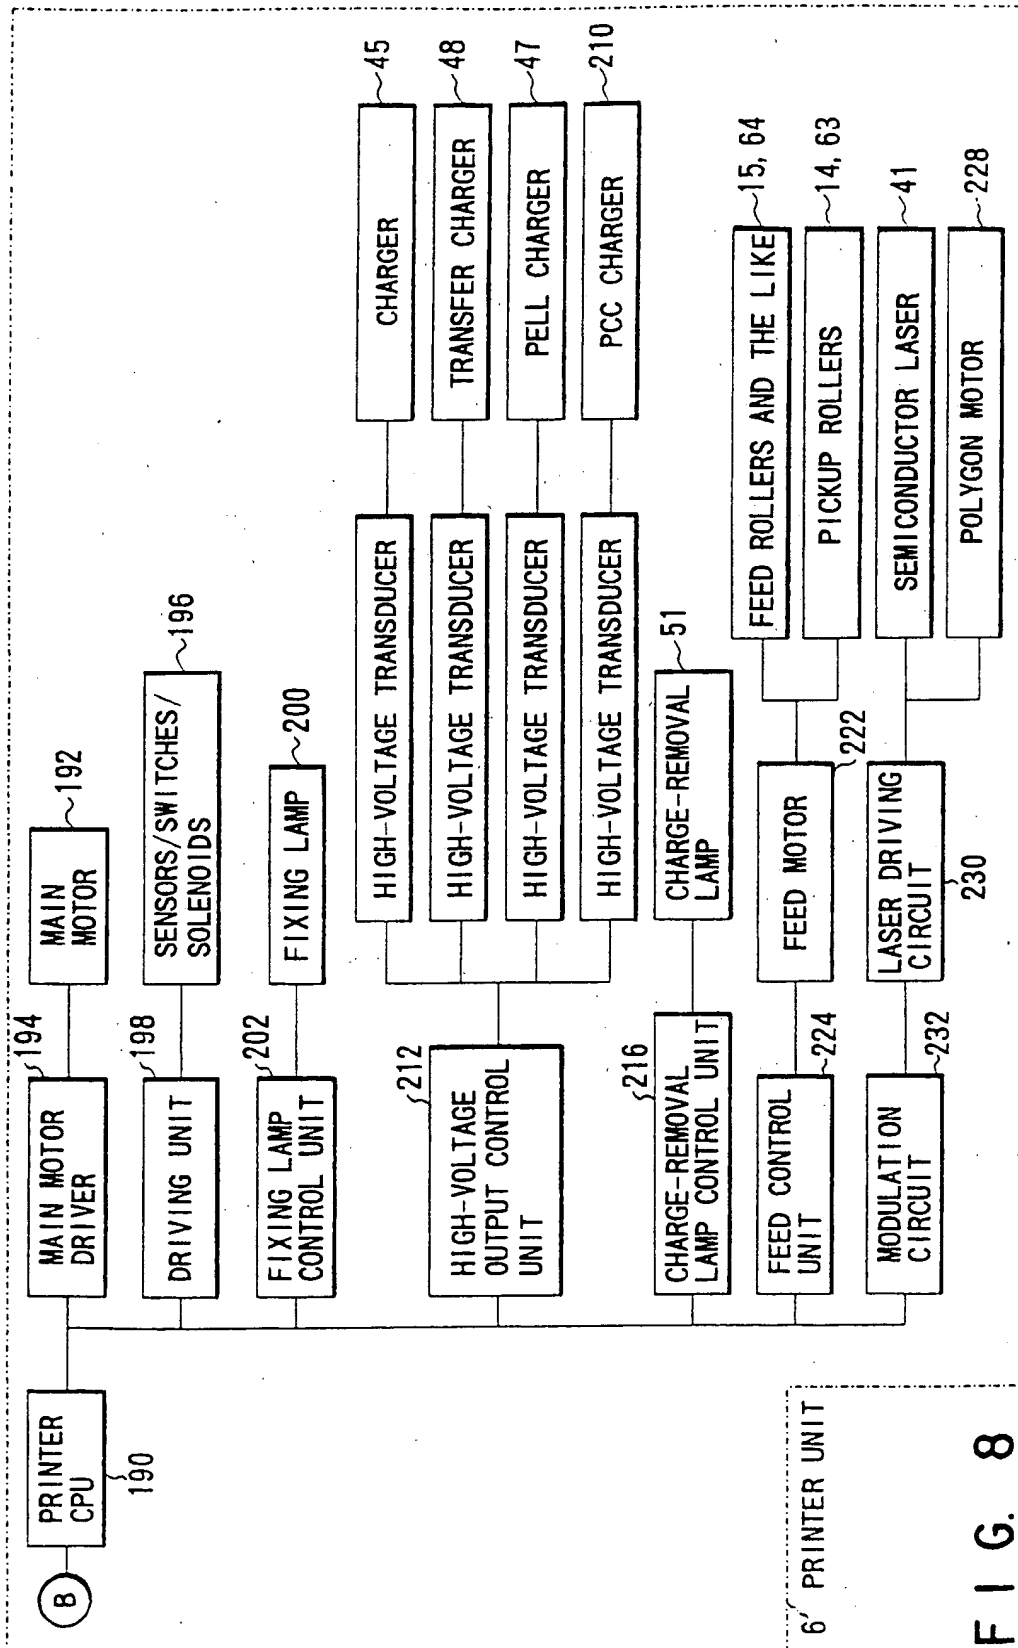 B
PRINTER
CPU
190
MAIN MOTOR
DRIVER
194
MAIN
MOTOR
192
DRIVING UNIT
198
SENSORS/SWITCHES/
SOLENOIDS
196
FIXING LAMP
CONTROL UNIT
202
FIXING LAMP
200
HIGH-VOLTAGE
OUTPUT CONTROL
UNIT
212
HIGH-VOLTAGE TRANSDUCER
CHARGER
45
HIGH-VOLTAGE TRANSDUCER
TRANSFER CHARGER
48
HIGH-VOLTAGE TRANSDUCER
PELL CHARGER
47
HIGH-VOLTAGE TRANSDUCER
PCC CHARGER
210
CHARGE-REMOVAL
LAMP CONTROL UNIT
216
CHARGE-REMOVAL
LAMP
51
FEED CONTROL
UNIT
224
FEED MOTOR
222
FEED ROLLERS AND THE LIKE
15, 64
PICKUP ROLLERS
14, 63
MODULATION
CIRCUIT
232
LASER DRIVING
CIRCUIT
230
SEMICONDUCTOR LASER
41
POLYGON MOTOR
228
6' PRINTER UNIT
FIG. 8